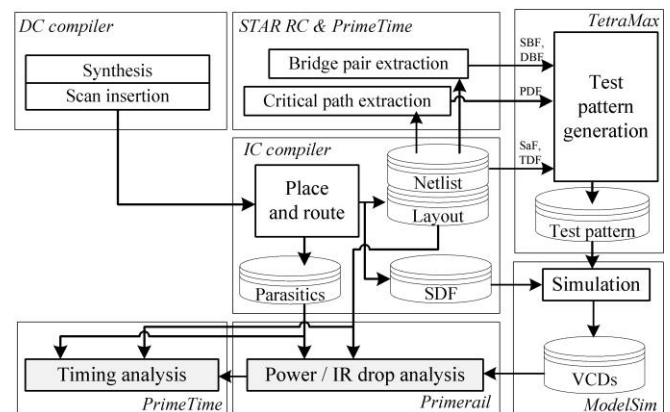 DC compiler
Synthesis
Scan insertion
STAR RC & PrimeTime
Bridge pair extraction
Critical path extraction
TetraMax
SBF,
DBF
PDF
SaF,
TDF
Test
pattern
generation
Test pattern
IC compiler
Place
and route
Netlist
Layout
Parasitics
SDF
Simulation
VCDs
ModelSim
Timing analysis
PrimeTime
Power / IR drop analysis
Primerail